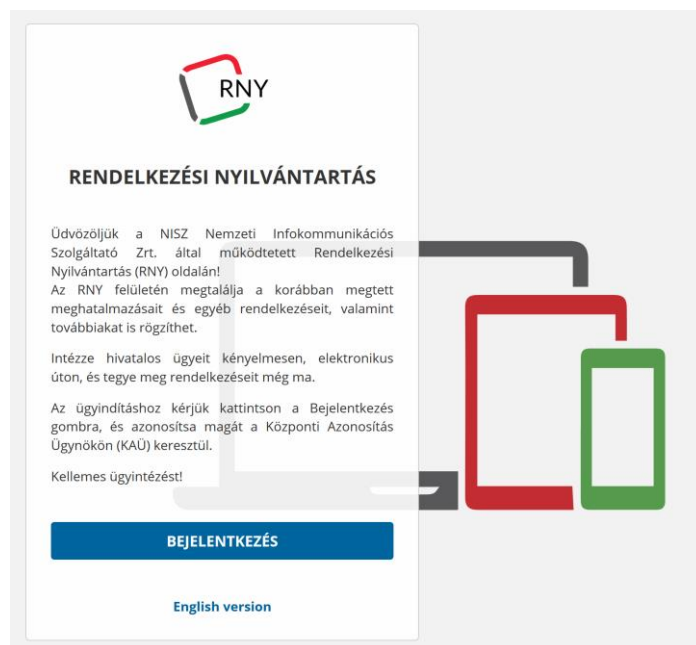 RNY
RENDELKEZÉSI NYILVÁNTARTÁS
Üdvözöljük a NISZ Nemzeti Infokommunikációs
Szolgáltató Zrt. által működtetett Rendelkezési
Nyilvántartás (RNY) oldalán!
Az RNY felületén megtalálja a korábban megtett
meghatalmazásait és egyéb rendelkezéseit, valamint
továbbiakat is rögzíthet.
Intézze hivatalos ügyeit kényelmesen, elektronikus
úton, és tegye meg rendelkezéseit még ma.
Az ügyindításhoz kérjük kattintson a Bejelentkezés
gombra, és azonosítsa magát a Központi Azonosítás
Ügynökön (KAÜ) keresztül.
Kellemes ügyintézést!
BEJELENTKEZÉS
English version